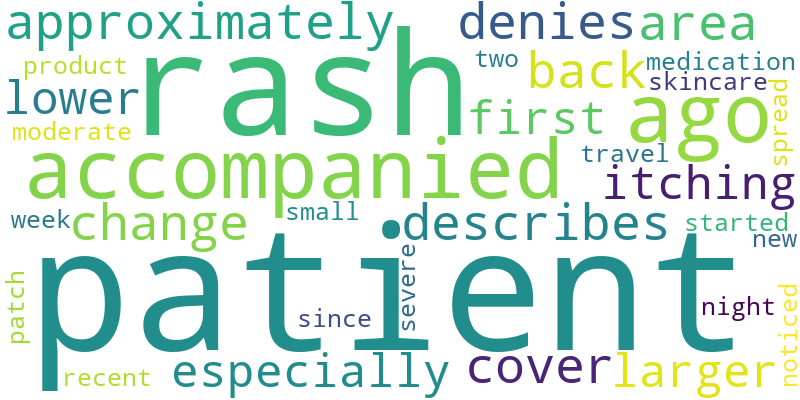 approximately denies area
product rash two back medication
skincare
lower first ago spread
moderate
accompanied travel itching
week change small describes started
new
patient severe
patch since night noticed
recent especially cover larger